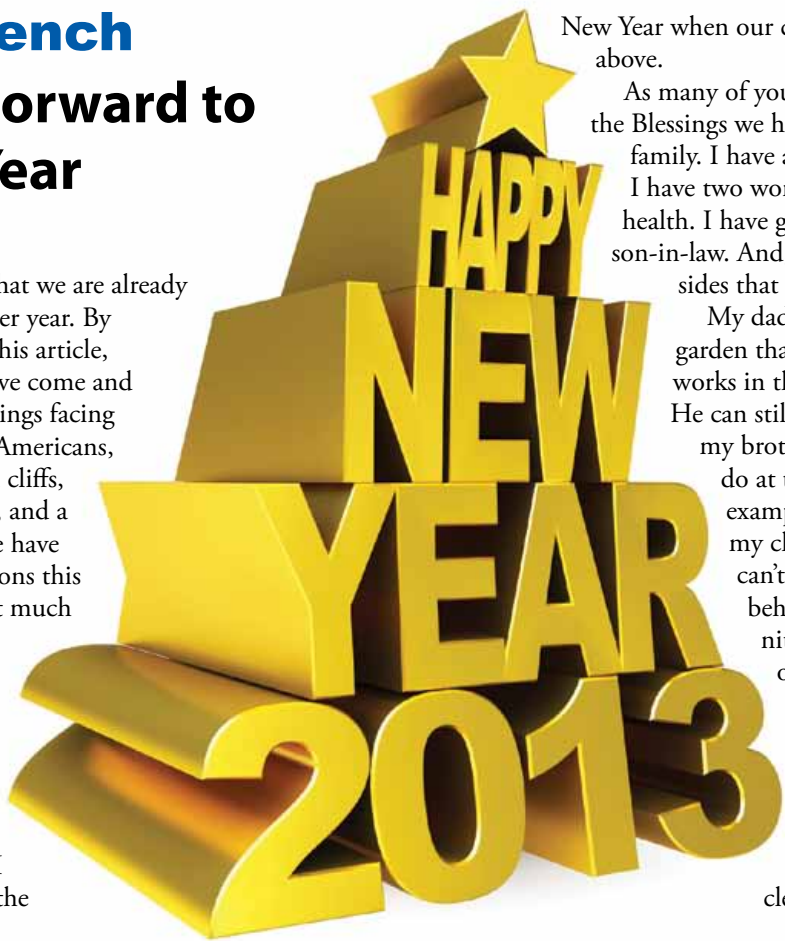 ench
orward to
Year
hat we are already
er year. By
his article,
ve come and
ings facing
Americans,
cliffs,
, and a
e have
ons this
t much
the
HAPPY
NEW
YEAR
2013
New Year when our
above.
As many of you
the Blessings we h
family. I have a
I have two wor
health. I have g
son-in-law. And
sides that
My dad
garden tha
works in th
He can still
my brot
do at t
examp
my cl
can't
beh
ni
o
cle